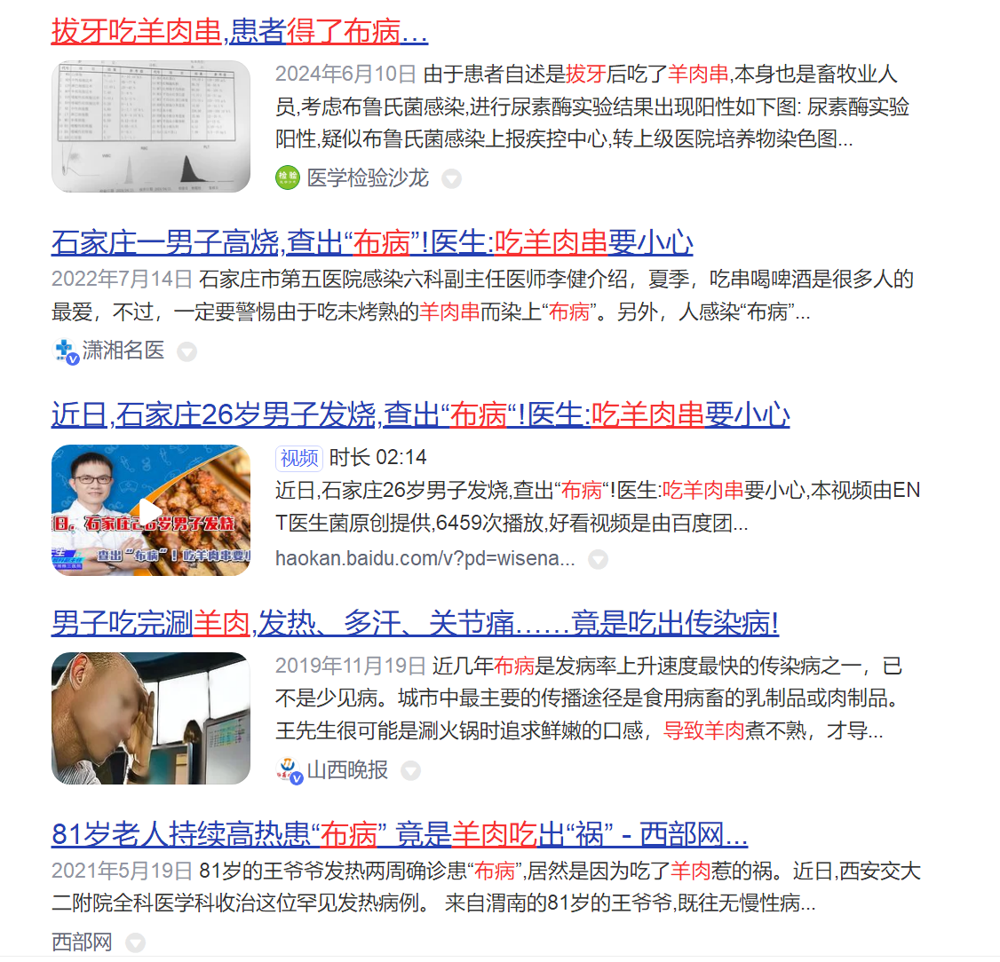 拔牙吃羊肉串,患者得了布病...
2024年6月10日 由于患者自述是拔牙后吃了羊肉串,本身也是畜牧业人
员,考虑布鲁氏菌感染,进行尿素酶实验结果出现阳性如下图: 尿素酶实验
阳性,疑似布鲁氏菌感染上报疾控中心,转上级医院培养物染色图...
检验 医学检验沙龙
石家庄一男子高烧,查出“布病”!医生:吃羊肉串要小心
2022年7月14日 石家庄市第五医院感染六科副主任医师李健介绍，夏季，吃串喝啤酒是很多人的
最爱，不过，一定要警惕由于吃未烤熟的羊肉串而染上“布病”。另外，人感染“布病”...
潇湘名医
近日,石家庄26岁男子发烧,查出“布病“!医生:吃羊肉串要小心
日，石家庄26岁男子发烧
查出“布病”！吃羊肉串要小
视频 时长 02:14
近日,石家庄26岁男子发烧,查出“布病“!医生:吃羊肉串要小心,本视频由EN
T医生菌原创提供,6459次播放,好看视频是由百度团...
haokan.baidu.com/v?pd=wisena...
男子吃完涮羊肉,发热、多汗、关节痛……竟是吃出传染病!
2019年11月19日 近几年布病是发病率上升速度最快的传染病之一，已
不是少见病。城市中最主要的传播途径是食用病畜的乳制品或肉制品。
王先生很可能是涮火锅时追求鲜嫩的口感，导致羊肉煮不熟，才导...
山西晚报
81岁老人持续高热患“布病” 竟是羊肉吃出“祸” - 西部网...
2021年5月19日 81岁的王爷爷发热两周确诊患“布病”,居然是因为吃了羊肉惹的祸。近日,西安交大
二附院全科医学科收治这位罕见发热病例。 来自渭南的81岁的王爷爷,既往无慢性病...
西部网